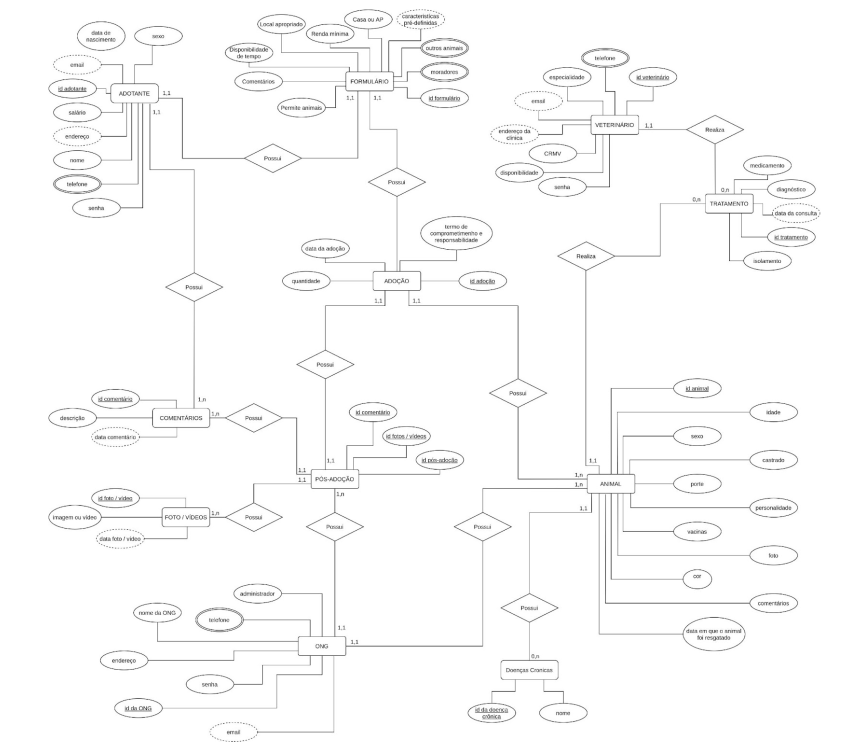 data de
nascimento
sexo
email
id adotante
ADOTANTE
1,1
1,1
salário
endereço
nome
telefone
senha
Possui
Local apropriado
Casa ou AP
Renda mínima
características
pré-definidas
Disponibilidade
de tempo
outros animais
Comentários
FORMULÁRIO
moradores
Permite animais
1,1
1,1
id formulário
Possui
telefone
especialidade
id veterinário
email
endereço da
clínica
VETERINÁRIO
1,1
Realiza
CRMV
disponibilidade
senha
medicamento
diagnóstico
0,n
0,n
TRATAMENTO
data da consulta
id tratamento
isolamento
Realiza
data da adoção
termo de
comprometimento e
responsabilidade
quantidade
ADOÇÃO
id adoção
1,1
1,1
Possui
Possui
Possui
id comentário
1,n
descrição
COMENTÁRIOS
1,n
data comentário
Possui
id comentário
id fotos / vídeos
id pós-adoção
1,1
1,1
1,1
PÓS-ADOÇÃO
1,n
id foto / vídeo
imagem ou vídeo
FOTO / VÍDEOS
1,n
data foto / vídeo
Possui
Possui
Possui
id animal
idade
sexo
castrado
1,1
1,n
1,n
ANIMAL
porte
1,1
personalidade
vacinas
foto
cor
comentários
data em que o animal
foi resgatado
Possui
0,n
Doenças Cronicas
id da doença
crônica
nome
administrador
nome da ONG
telefone
1,1
ONG
1,1
endereço
senha
id da ONG
email